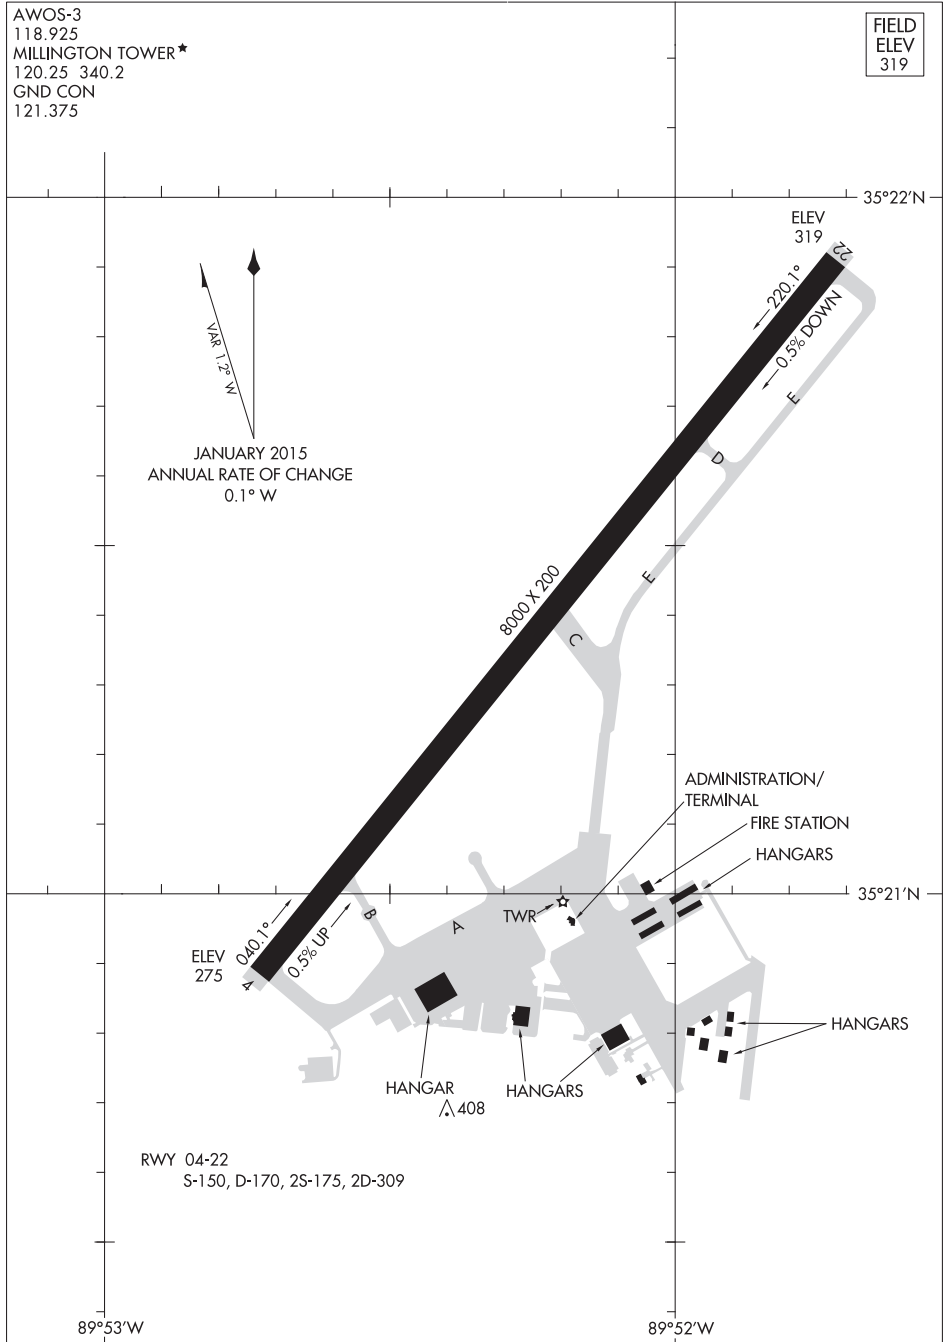 AWOS-3
118.925
MILLINGTON TOWER★
120.25 340.2
GND CON
121.375
FIELD
ELEV
319
35°22'N
ELEV
319
22
220.1°
0.5% DOWN
VAR 1.2° W
JANUARY 2015
ANNUAL RATE OF CHANGE
0.1° W
E
D
E
8000 X 200
C
ADMINISTRATION/
TERMINAL
FIRE STATION
HANGARS
35°21'N
TWR
B
A
040.1°
0.5% UP
ELEV
275
4
HANGARS
HANGAR
HANGARS
408
RWY 04-22
S-150, D-170, 2S-175, 2D-309
89°53'W
89°52'W